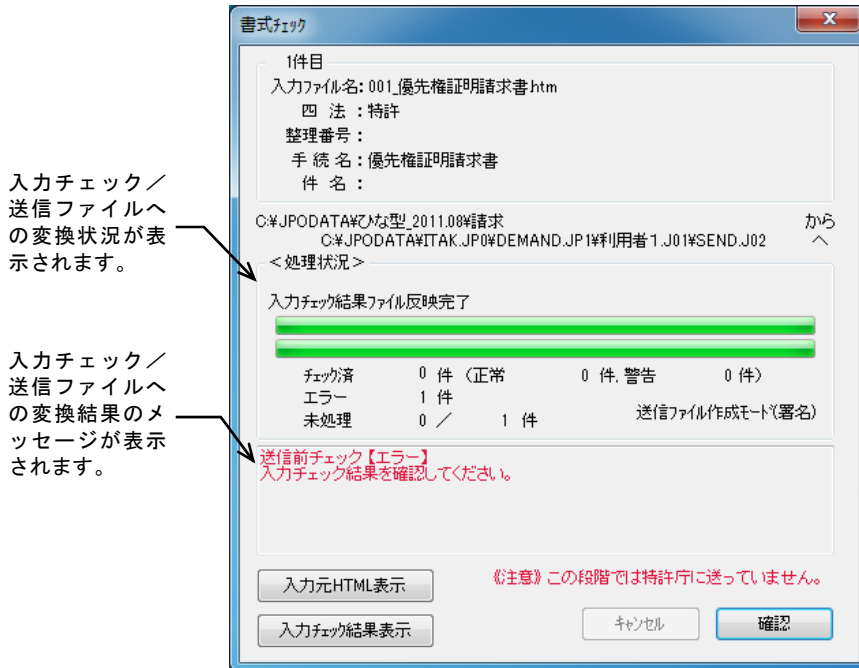 書式ﾁｪｯｸ
1件目
入力ﾌｧｲﾙ名：001_優先権証明請求書.htm
四 法 ：特許
整理番号：
手 続 名：優先権証明請求書
件 名 ：
入力チェック／
送信ファイルへ
の変換状況が表
示されます。
C:¥JPODATA¥ひな型_2011.08¥請求 から
C:¥JPODATA¥ITAK.JP0¥DEMAND.JP1¥利用者1.J01¥SEND.J02 へ
＜処理状況＞
入力ﾁｪｯｸ結果ﾌｧｲﾙ反映完了
入力チェック／
送信ファイルへ
の変換結果のメ
ッセージが表示
されます。
ﾁｪｯｸ済 0 件 （正常 0 件, 警告 0 件）
エラー 1 件
未処理 0 ／ 1 件 送信ﾌｧｲﾙ作成ﾓｰﾄﾞ(署名)
送信前チェック【エラー】
入力チェック結果を確認してください。
入力元HTML表示
《注意》この段階では特許庁に送っていません。
入力ﾁｪｯｸ結果表示
ｷｬﾝｾﾙ 確認